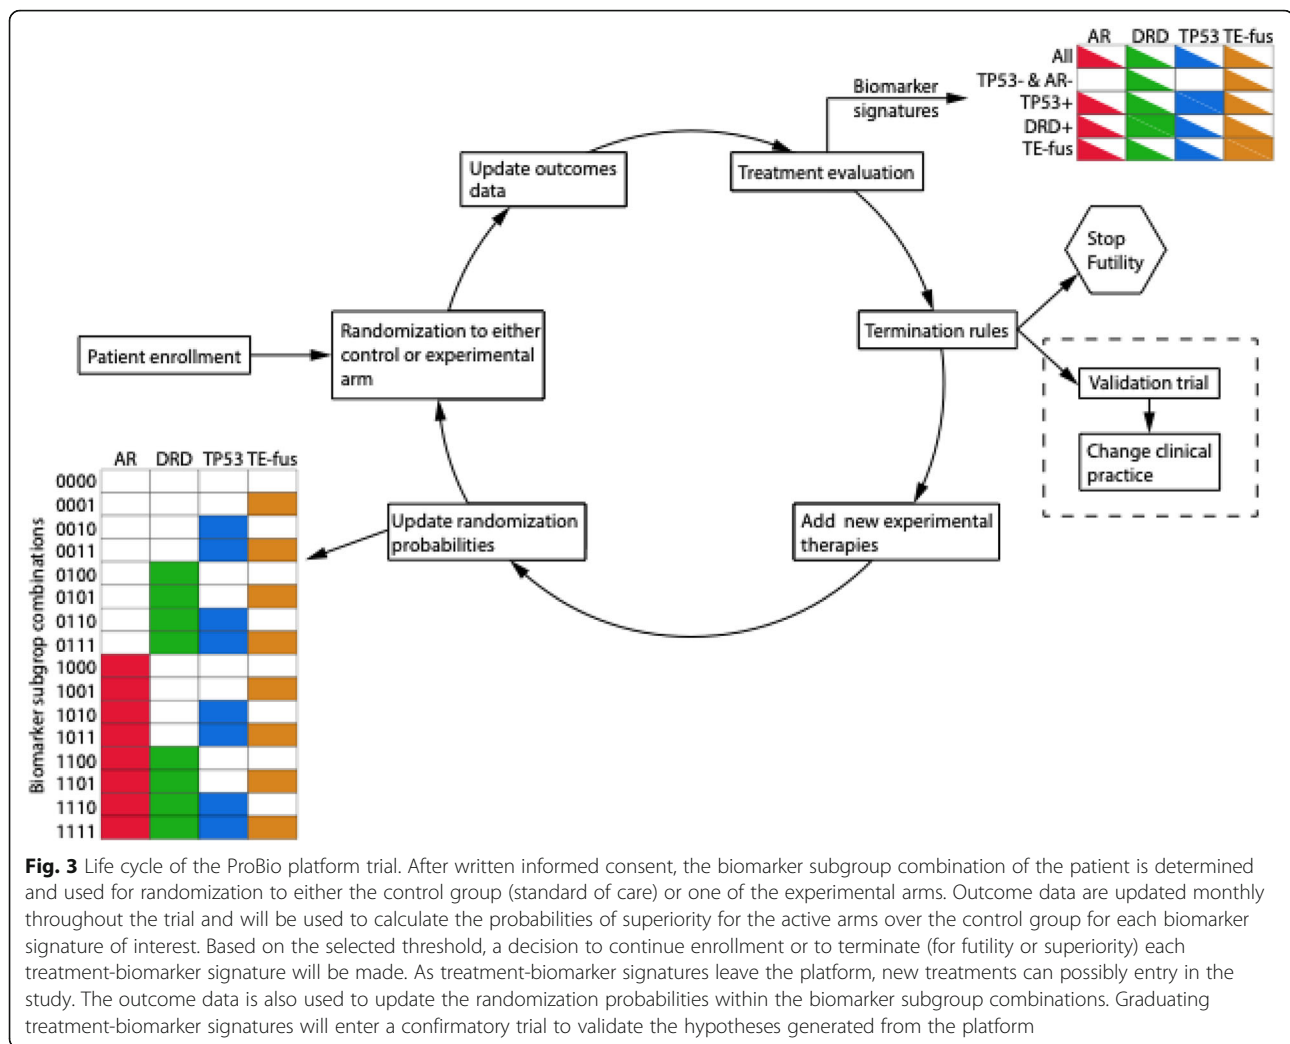 AR DRD TP53 TE-fus
All
TP53- & AR-
TP53+
DRD+
TE-fus
Biomarker
signatures
Update outcomes
data
Treatment evaluation
Stop
Futility
Termination rules
Patient enrollment
Randomization to either
control or experimental
arm
Validation trial
Change clinical
practice
Update randomization
probabilities
Add new experimental
therapies
AR DRD TP53 TE-fus
Biomarker subgrop combinations
0000
0001
0010
0011
0100
0101
0110
0111
1000
1001
1010
1011
1100
1101
1110
1111
Fig. 3 Life cycle of the ProBio platform trial. After written informed consent, the biomarker subgroup combination of the patient is determined
and used for randomization to either the control group (standard of care) or one of the experimental arms. Outcome data are updated monthly
throughout the trial and will be used to calculate the probabilities of superiority for the active arms over the control group for each biomarker
signature of interest. Based on the selected threshold, a decision to continue enrollment or to terminate (for futility or superiority) each
treatment-biomarker signature will be made. As treatment-biomarker signatures leave the platform, new treatments can possibly entry in the
study. The outcome data is also used to update the randomization probabilities within the biomarker subgroup combinations. Graduating
treatment-biomarker signatures will enter a confirmatory trial to validate the hypotheses generated from the platform